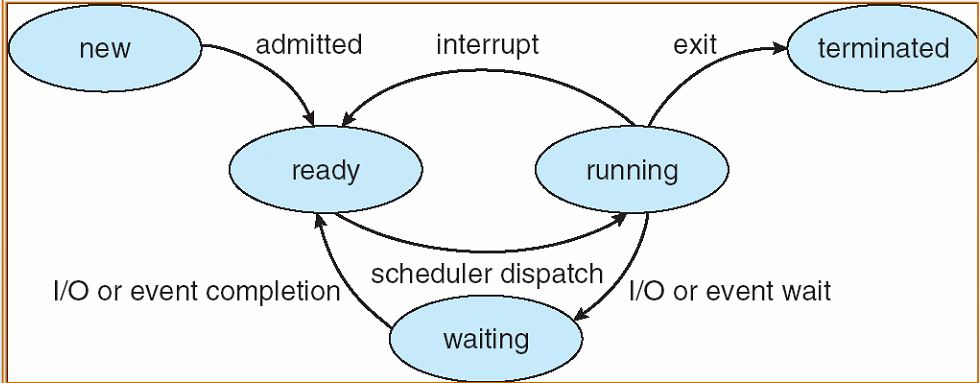 new
admitted
interrupt
exit
terminated
ready
running
scheduler dispatch
I/O or event completion
I/O or event wait
waiting